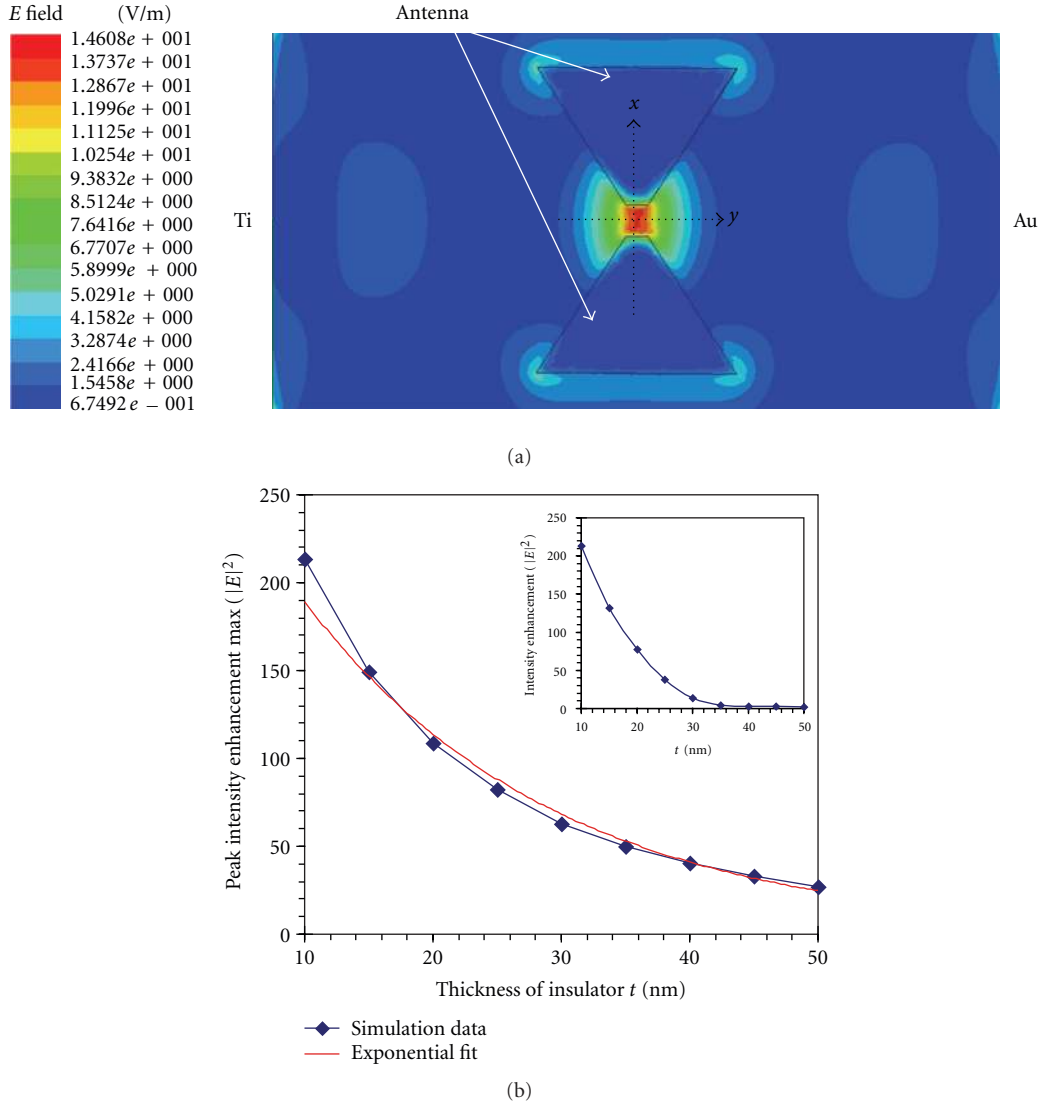 E field (V/m)
1.4608e + 001
1.3737e + 001
1.2867e + 001
1.1996e + 001
1.1125e + 001
1.0254e + 001
9.3832e + 000
8.5124e + 000
7.6416e + 000
6.7707e + 000
5.8999e + 000
5.0291e + 000
4.1582e + 000
3.2874e + 000
2.4166e + 000
1.5458e + 000
6.7492e − 001
Antenna
x
y
Ti
Au
(a)
250
200
150
100
50
0
10 20 30 40 50
Peak intensity enhancement max (|E|²)
Thickness of insulator t (nm)
250
200
150
100
50
0
10 20 30 40 50
Intensity enhancement (|E|²)
t (nm)
Simulation data
Exponential fit
(b)